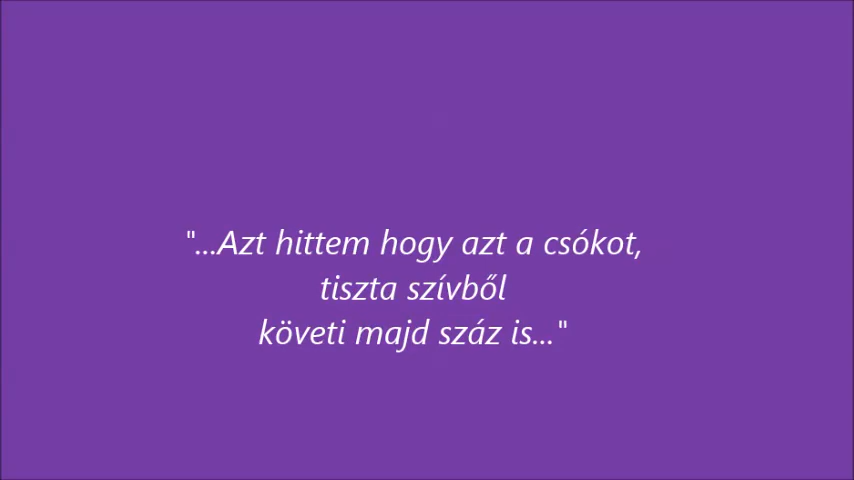 "...Azt hittem hogy azt a csókot,
tiszta szívből
követi majd száz is..."